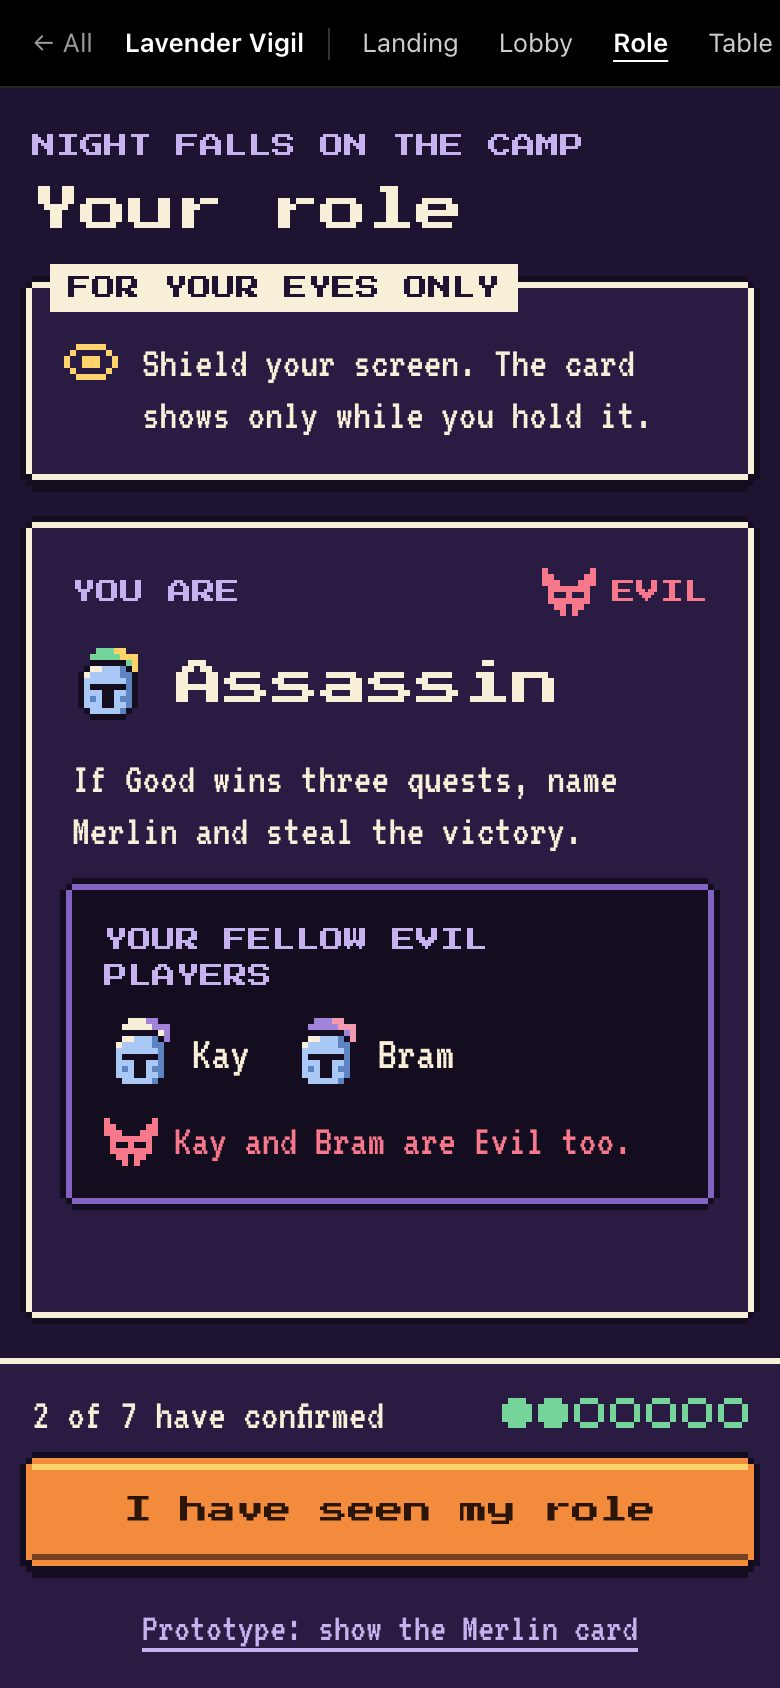 ← All Lavender Vigil Landing Lobby Role Table
NIGHT FALLS ON THE CAMP
Your role
FOR YOUR EYES ONLY
Shield your screen. The card
shows only while you hold it.
YOU ARE
EVIL
Assassin
If Good wins three quests, name
Merlin and steal the victory.
YOUR FELLOW EVIL
PLAYERS
Kay Bram
Kay and Bram are Evil too.
2 of 7 have confirmed
I have seen my role
Prototype: show the Merlin card